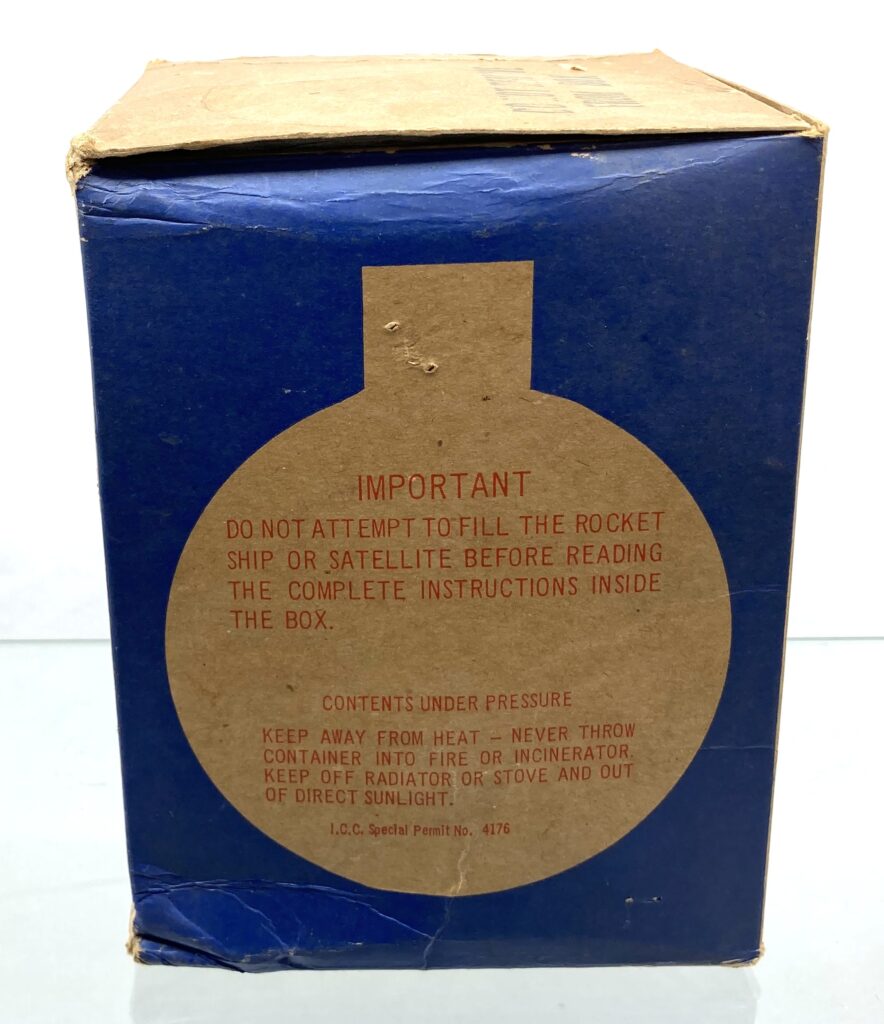 IMPORTANT
DO NOT ATTEMPT TO FILL THE ROCKET
SHIP OR SATELLITE BEFORE READING
THE COMPLETE INSTRUCTIONS INSIDE
THE BOX.
CONTENTS UNDER PRESSURE
KEEP AWAY FROM HEAT – NEVER THROW
CONTAINER INTO FIRE OR INCINERATOR.
KEEP OFF RADIATOR OR STOVE AND OUT
OF DIRECT SUNLIGHT.
I.C.C. Special Permit No. 4176